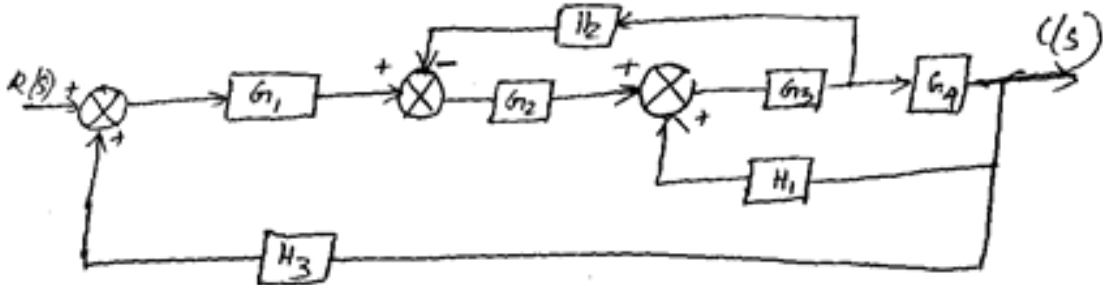 H2
C(S)
R(S) + + - + +
G1 G2 G3 G4
+ +
H1
H3